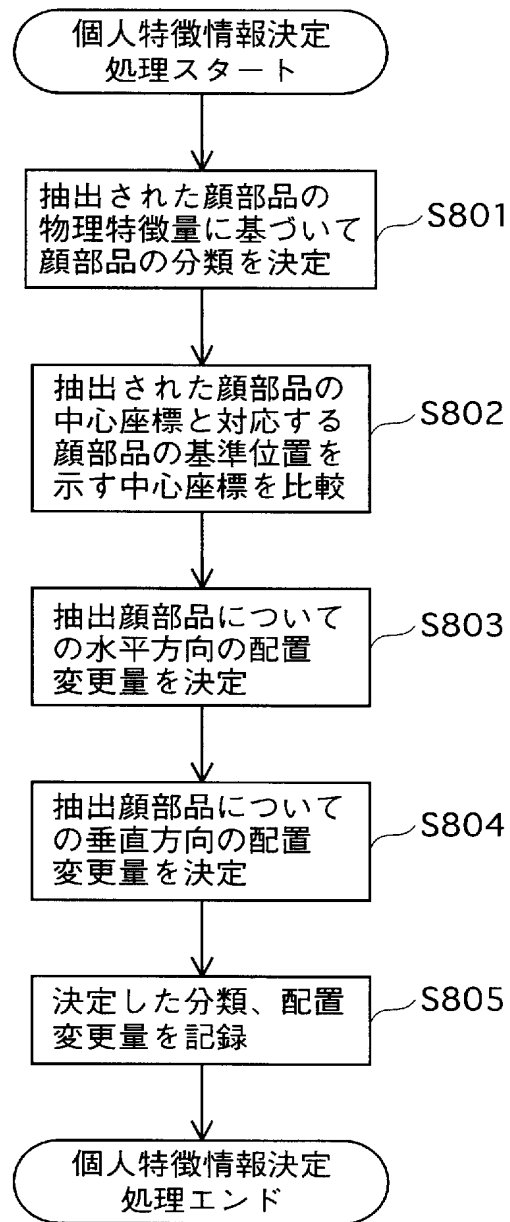 個人特徴情報決定
処理スタート
抽出された顔部品の
物理特徴量に基づいて
顔部品の分類を決定
S801
抽出された顔部品の
中心座標と対応する
顔部品の基準位置を
示す中心座標を比較
S802
抽出顔部品について
の水平方向の配置
変更量を決定
S803
抽出顔部品について
の垂直方向の配置
変更量を決定
S804
決定した分類、配置
変更量を記録
S805
個人特徴情報決定
処理エンド